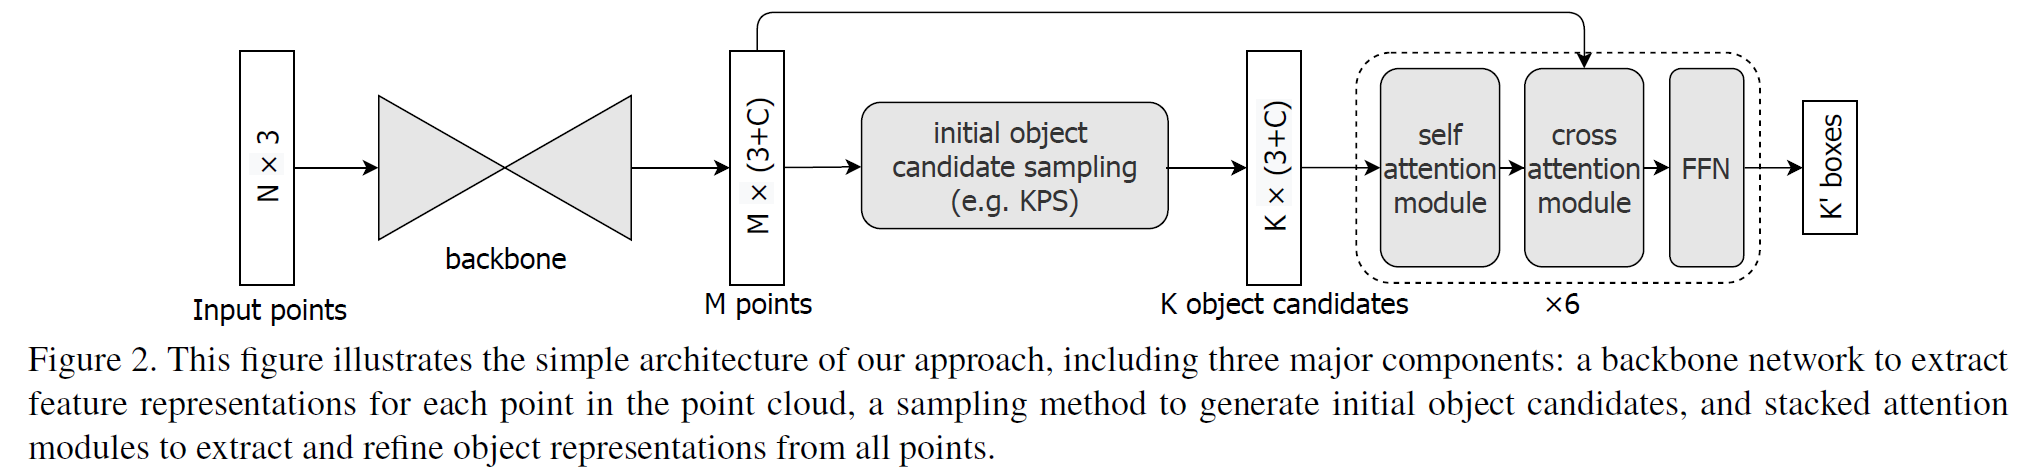 N × 3
Input points
backbone
M × (3+C)
M points
initial object
candidate sampling
(e.g. KPS)
K × (3+C)
K object candidates
self
attention
module
cross
attention
module
FFN
×6
K' boxes
Figure 2. This figure illustrates the simple architecture of our approach, including three major components: a backbone network to extract
feature representations for each point in the point cloud, a sampling method to generate initial object candidates, and stacked attention
modules to extract and refine object representations from all points.